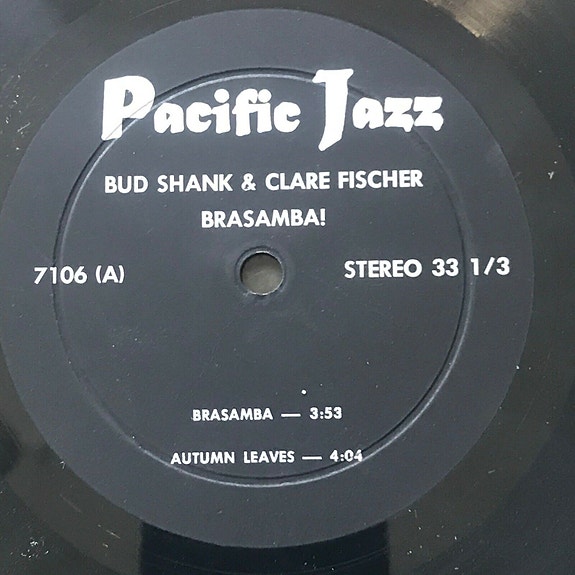 Pacific Jazz
BUD SHANK & CLARE FISCHER
BRASAMBA!
7106 (A) STEREO 33 1/3
BRASAMBA — 3:53
AUTUMN LEAVES — 4:04